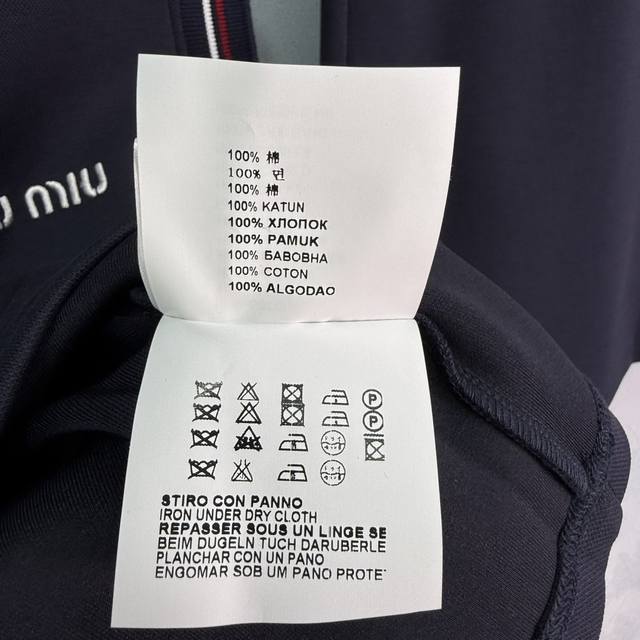 U MIU
100% 棉
100% 면
100% 棉
100% KATUN
100% ХЛОПОК
100% PAMUK
100% БАВОВНА
100% COTON
100% ALGODAO
P
P
STIRO CON PANNO
IRON UNDER DRY CLOTH
REPASSER SOUS UN LINGE SE
BEIM DUGELN TUCH DARUBERLE
PLANCHAR CON UN PANO
ENGOMAR SOB UM PANO PROTE